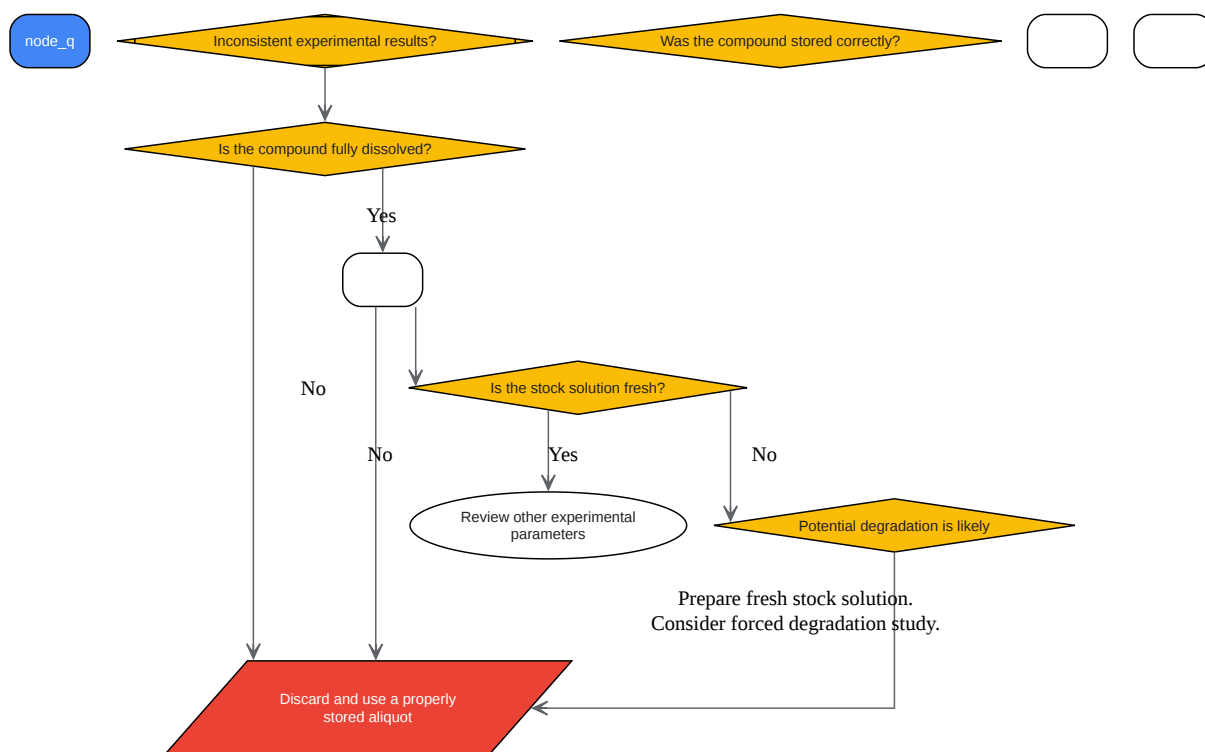 node_q
Inconsistent experimental results?
Was the compound stored correctly?
Is the compound fully dissolved?
Yes
No
Is the stock solution fresh?
No
Yes
No
Review other experimental
parameters
Potential degradation is likely
Prepare fresh stock solution.
Consider forced degradation study.
Discard and use a properly
stored aliquot